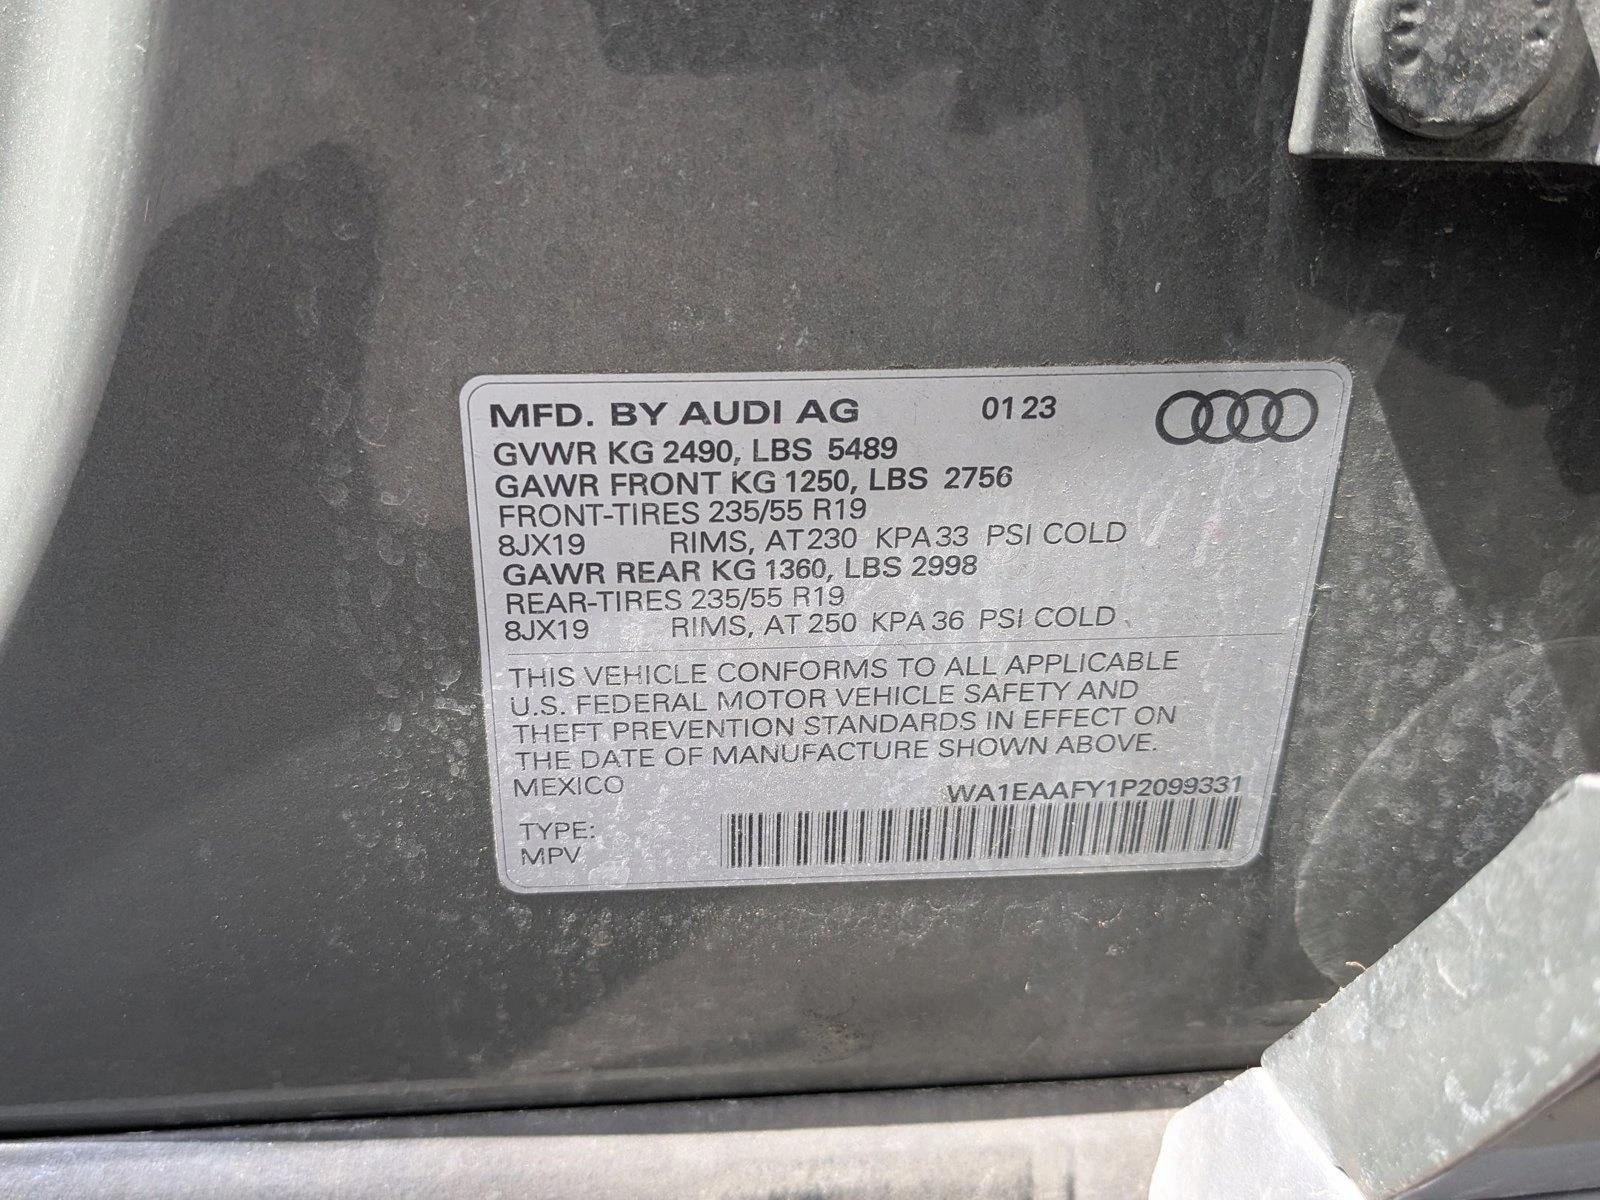 MFD. BY AUDI AG 01 23
GVWR KG 2490, LBS 5489
GAWR FRONT KG 1250, LBS 2756
FRONT-TIRES 235/55 R19
8JX19 RIMS, AT 230 KPA 33 PSI COLD
GAWR REAR KG 1360, LBS 2998
REAR-TIRES 235/55 R19
8JX19 RIMS, AT 250 KPA 36 PSI COLD
THIS VEHICLE CONFORMS TO ALL APPLICABLE
U.S. FEDERAL MOTOR VEHICLE SAFETY AND
THEFT PREVENTION STANDARDS IN EFFECT ON
THE DATE OF MANUFACTURE SHOWN ABOVE.
MEXICO WA1EAAFY1P2099331
TYPE:
MPV